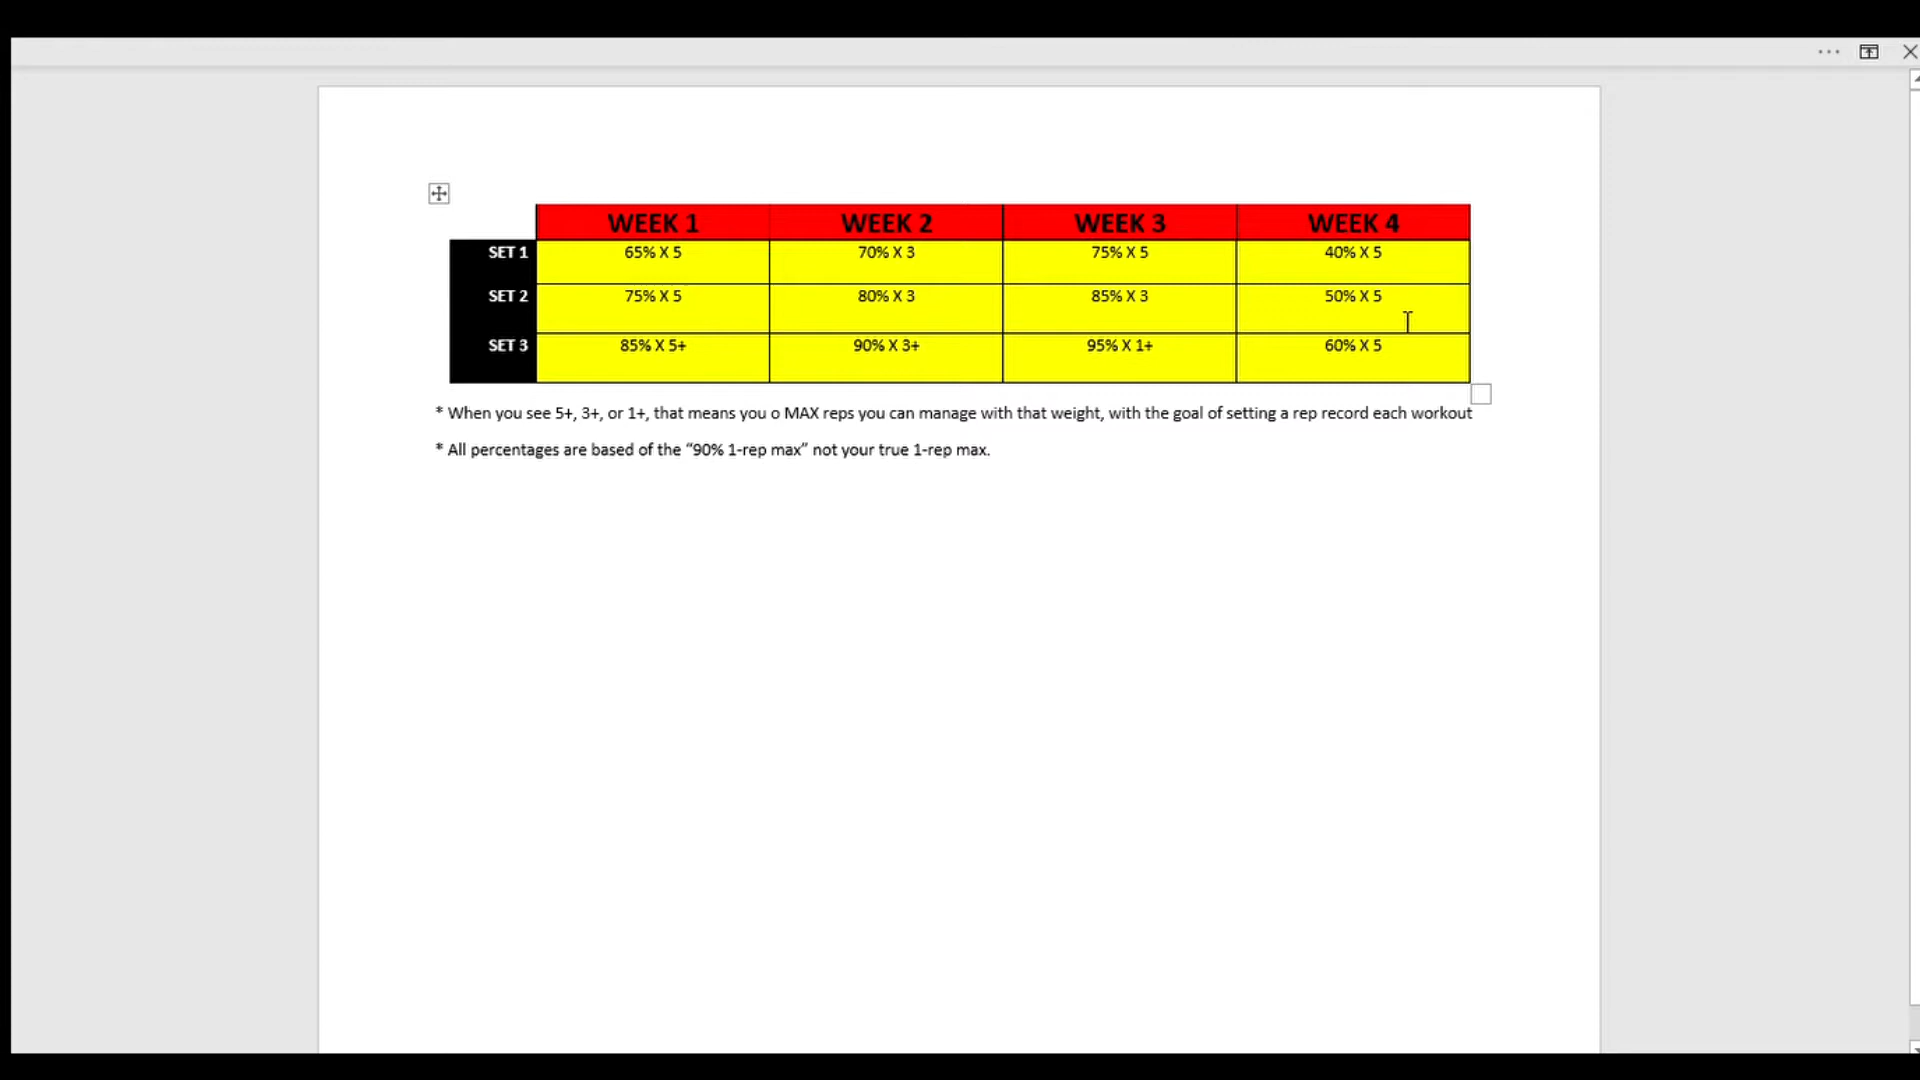 WEEK 1 WEEK 2 WEEK 3 WEEK 4
SET 1 65% X 5 70% X 3 75% X 5 40% X 5
SET 2 75% X 5 80% X 3 85% X 3 50% X 5
SET 3 85% X 5+ 90% X 3+ 95% X 1+ 60% X 5
* When you see 5+, 3+, or 1+, that means you o MAX reps you can manage with that weight, with the goal of setting a rep record each workout
* All percentages are based of the “90% 1-rep max” not your true 1-rep max.